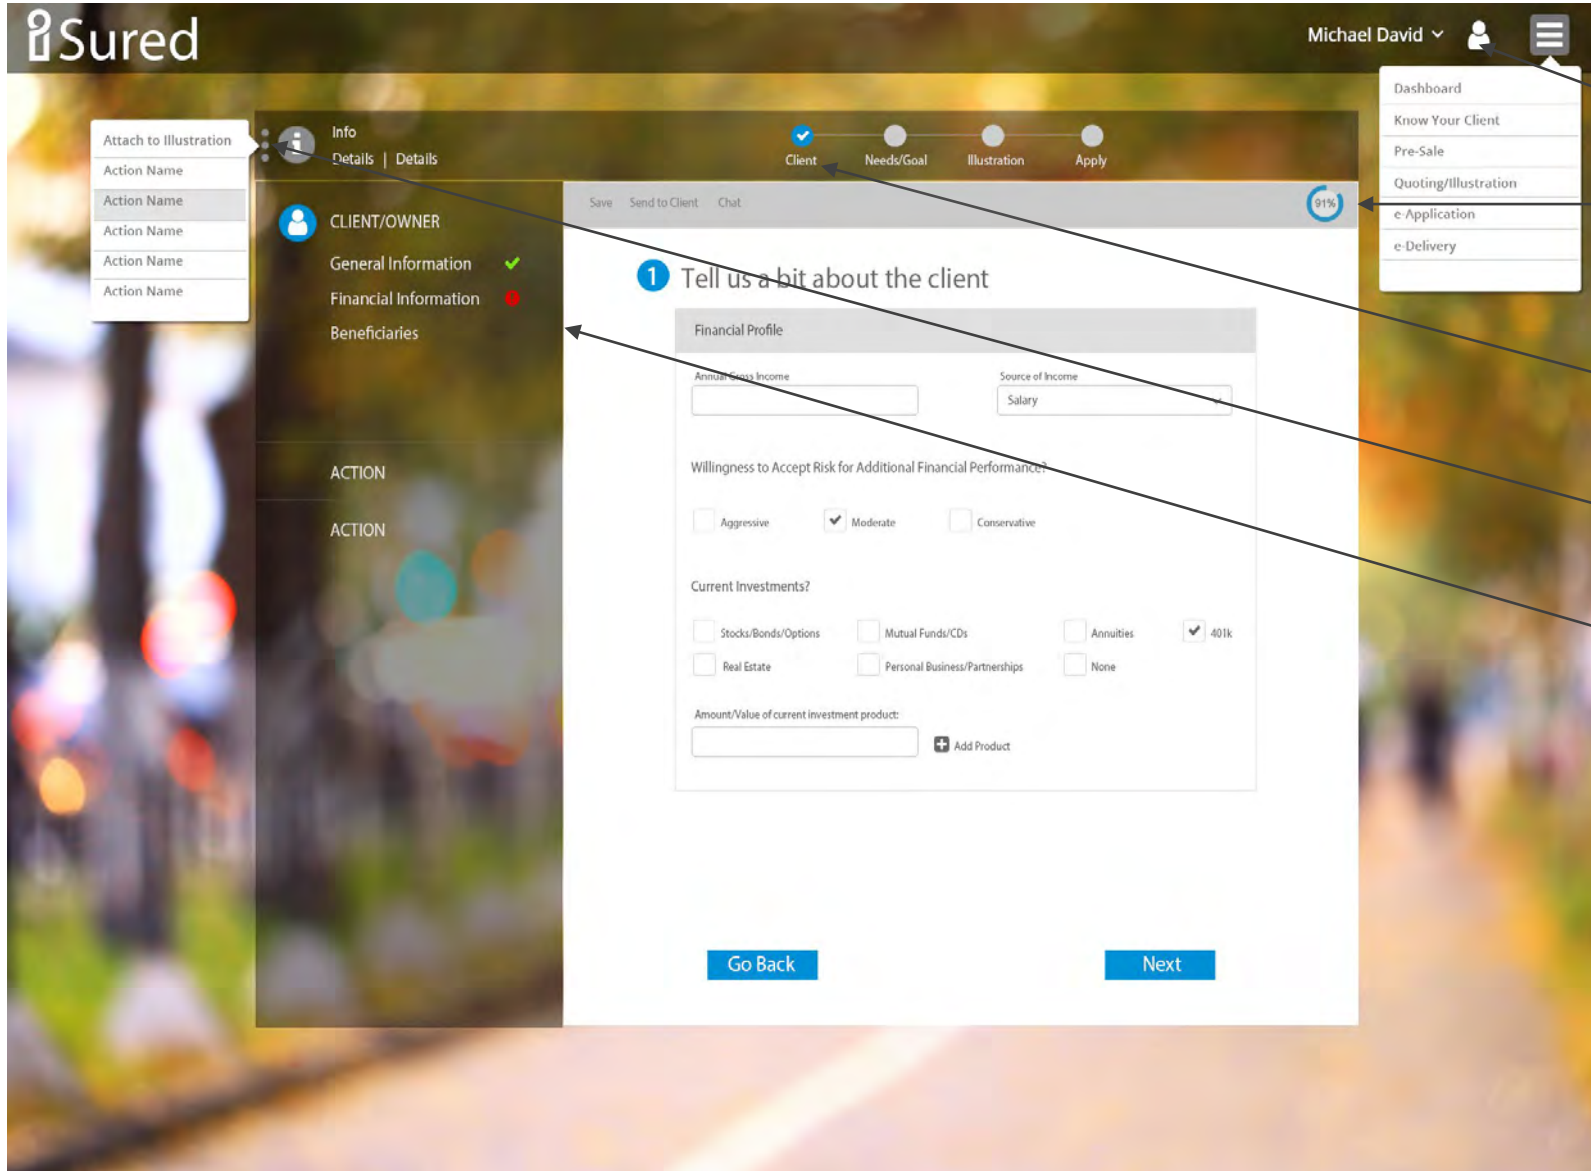 iSured
Michael David
Dashboard
Know Your Client
Pre-Sale
Quoting/Illustration
e-Application
e-Delivery
Attach to Illustration
Action Name
Action Name
Action Name
Action Name
Action Name
Info
Details | Details
Client
Needs/Goal
Illustration
Apply
Save Send to Client Chat
91%
CLIENT/OWNER
General Information
Financial Information
Beneficiaries
ACTION
ACTION
1 Tell us a bit about the client
Financial Profile
Annual Gross Income
Source of Income
Salary
Willingness to Accept Risk for Additional Financial Performance?
Aggressive Moderate Conservative
Current Investments?
Stocks/Bonds/Options Mutual Funds/CDs Annuities 401k
Real Estate Personal Business/Partnerships None
Amount/Value of current investment product:
Add Product
Go Back
Next